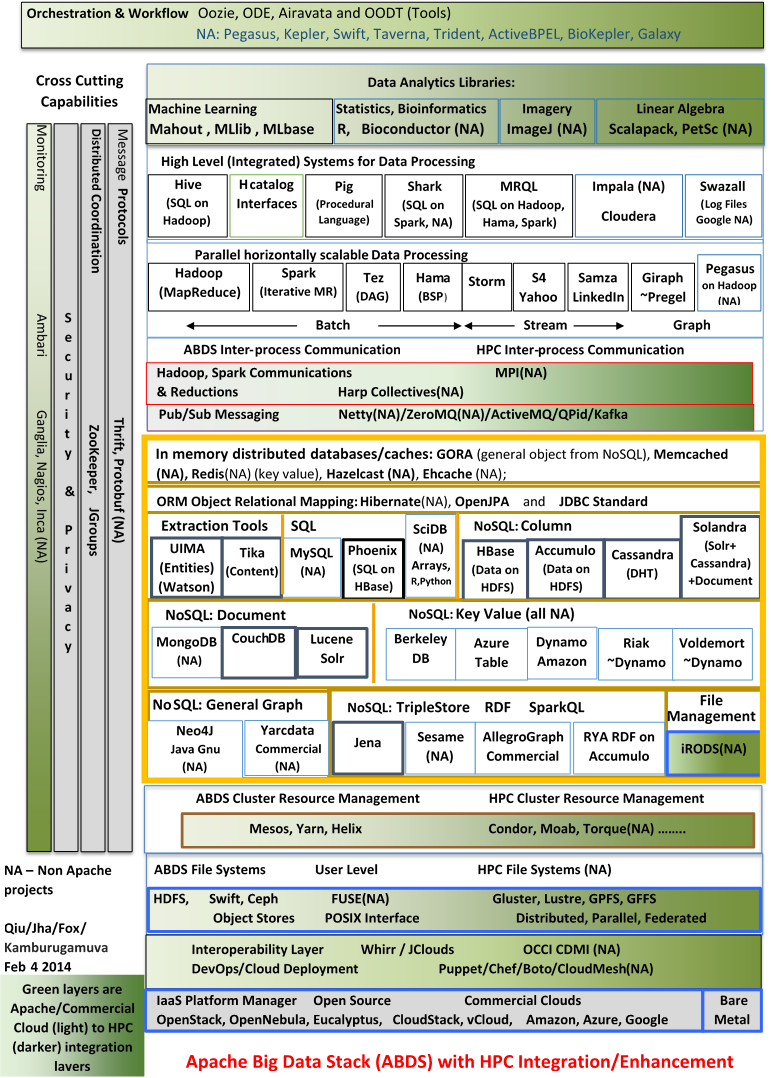 Orchestration & Workflow Oozie, ODE, Airavata and OODT (Tools)
NA: Pegasus, Kepler, Swift, Taverna, Trident, ActiveBPEL, BioKepler, Galaxy
Cross Cutting
Capabilities
Monitoring Ambari Ganglia, Nagios, Inca (NA)
Security & Privacy
Distributed Coordination ZooKeeper, JGroups
Message Protocols Thrift, Protobuf (NA)
Data Analytics Libraries:
Machine Learning
Mahout , MLlib , MLbase
Statistics, Bioinformatics
R, Bioconductor (NA)
Imagery
ImageJ (NA)
Linear Algebra
Scalapack, PetSc (NA)
High Level (Integrated) Systems for Data Processing
Hive
(SQL on
Hadoop)
Hcatalog
Interfaces
Pig
(Procedural
Language)
Shark
(SQL on
Spark, NA)
MRQL
(SQL on Hadoop,
Hama, Spark)
Impala (NA)
Cloudera
Swazall
(Log Files
Google NA)
Parallel horizontally scalable Data Processing
Hadoop
(MapReduce)
Spark
(Iterative MR)
Tez
(DAG)
Hama
(BSP)
Storm
S4
Yahoo
Samza
LinkedIn
Giraph
~Pregel
Pegasus
on Hadoop
(NA)
Batch Stream Graph
ABDS Inter-process Communication HPC Inter-process Communication
Hadoop, Spark Communications MPI(NA)
& Reductions Harp Collectives(NA)
Pub/Sub Messaging Netty(NA)/ZeroMQ(NA)/ActiveMQ/QPid/Kafka
In memory distributed databases/caches: GORA (general object from NoSQL), Memcached
(NA), Redis(NA) (key value), Hazelcast (NA), Ehcache (NA);
ORM Object Relational Mapping: Hibernate(NA), OpenJPA and JDBC Standard
Extraction Tools
UIMA
(Entities)
(Watson)
Tika
(Content)
SQL
MySQL
(NA)
Phoenix
(SQL on
HBase)
SciDB
(NA)
Arrays,
R,Python
NoSQL: Column
HBase
(Data on
HDFS)
Accumulo
(Data on
HDFS)
Cassandra
(DHT)
Solandra
(Solr+
Cassandra)
+Document
NoSQL: Document
MongoDB
(NA)
CouchDB
Lucene
Solr
NoSQL: Key Value (all NA)
Berkeley
DB
Azure
Table
Dynamo
Amazon
Riak
~Dynamo
Voldemort
~Dynamo
NoSQL: General Graph
Neo4J
Java Gnu
(NA)
Yarcdata
Commercial
(NA)
NoSQL: TripleStore RDF SparkQL
Jena
Sesame
(NA)
AllegroGraph
Commercial
RYA RDF on
Accumulo
File
Management
iRODS(NA)
ABDS Cluster Resource Management HPC Cluster Resource Management
Mesos, Yarn, Helix Condor, Moab, Torque(NA) ........
ABDS File Systems User Level HPC File Systems (NA)
HDFS, Swift, Ceph FUSE(NA) Gluster, Lustre, GPFS, GFFS
Object Stores POSIX Interface Distributed, Parallel, Federated
Interoperability Layer Whirr / JClouds OCCI CDMI (NA)
DevOps/Cloud Deployment Puppet/Chef/Boto/CloudMesh(NA)
IaaS Platform Manager Open Source Commercial Clouds
OpenStack, OpenNebula, Eucalyptus, CloudStack, vCloud, Amazon, Azure, Google
Bare
Metal
NA – Non Apache
projects
Qiu/Jha/Fox/
Kamburugamuva
Feb 4 2014
Green layers are
Apache/Commercial
Cloud (light) to HPC
(darker) integration
layers
Apache Big Data Stack (ABDS) with HPC Integration/Enhancement